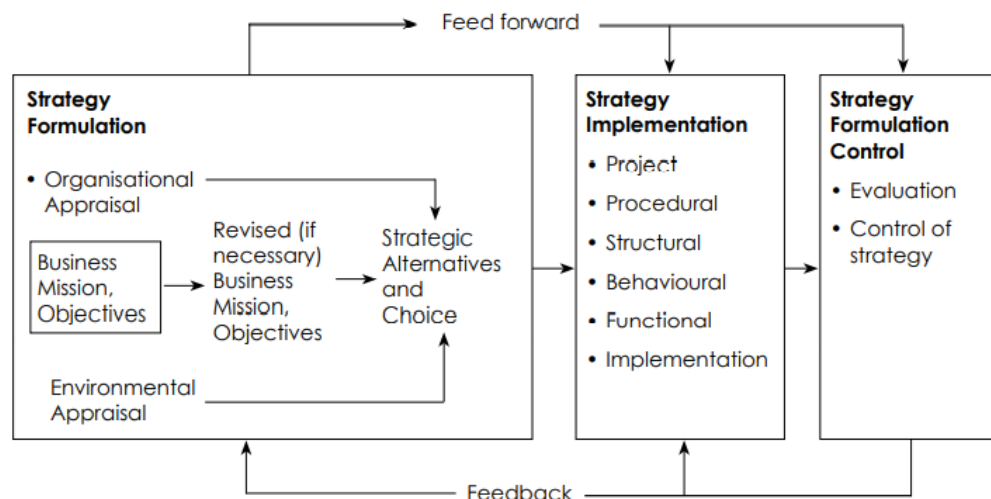 Feed forward
Strategy
Formulation
• Organisational
Appraisal
Business
Mission,
Objectives
Revised (if
necessary)
Business
Mission,
Objectives
Strategic
Alternatives
and
Choice
Environmental
Appraisal
Strategy
Implementation
• Project
• Procedural
• Structural
• Behavioural
• Functional
• Implementation
Strategy
Formulation
Control
• Evaluation
• Control of
strategy
Feedback